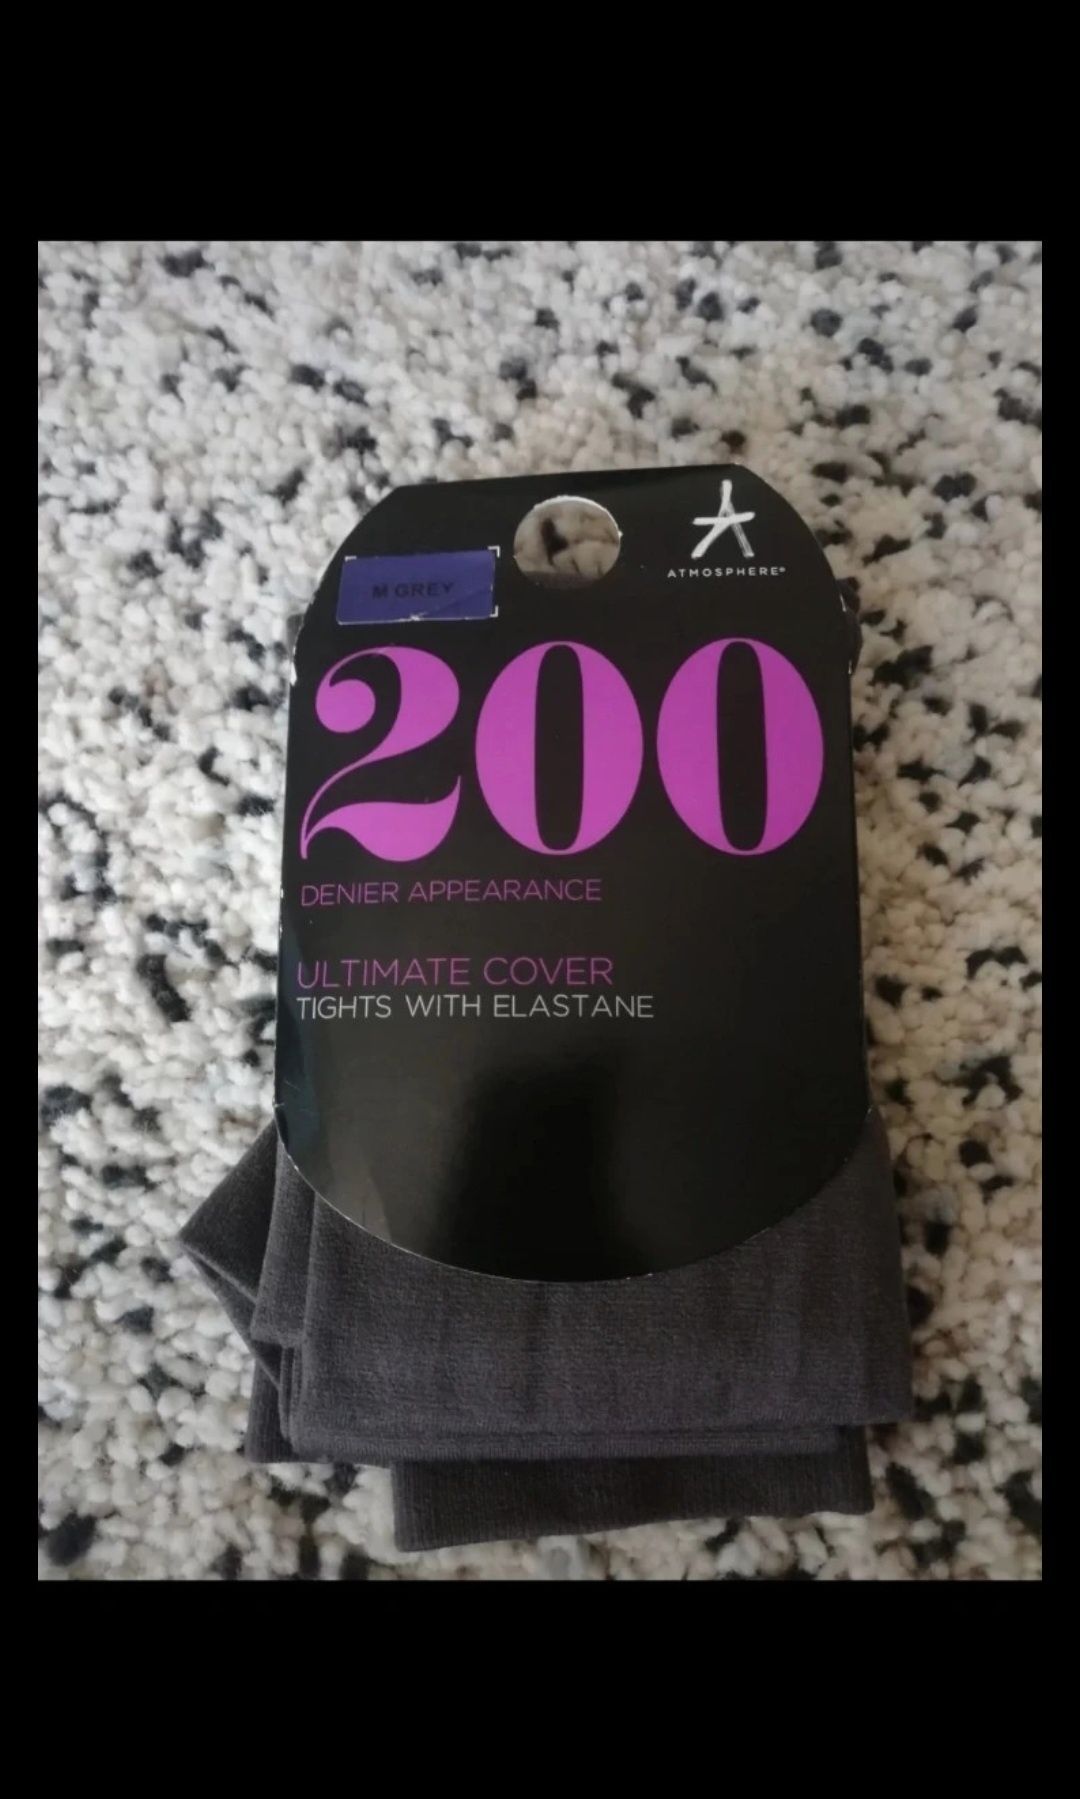 ATMOSPHERE®
M GREY
200
DENIER APPEARANCE
ULTIMATE COVER
TIGHTS WITH ELASTANE